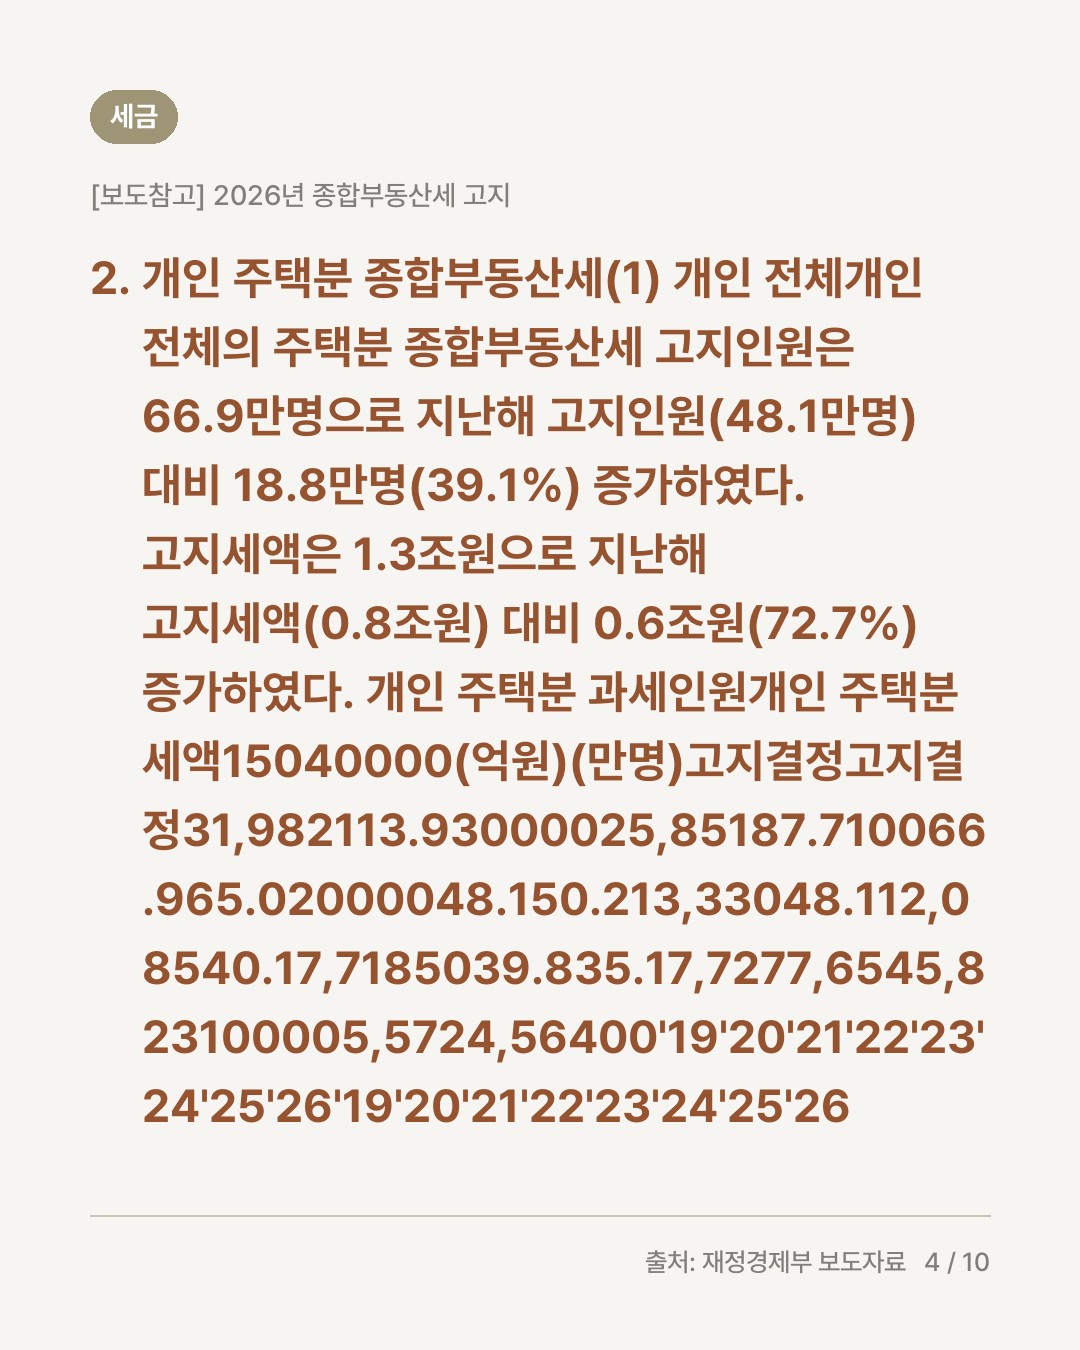 세금
[보도참고] 2026년 종합부동산세 고지
2. 개인 주택분 종합부동산세(1) 개인 전체개인
전체의 주택분 종합부동산세 고지인원은
66.9만명으로 지난해 고지인원(48.1만명)
대비 18.8만명(39.1%) 증가하였다.
고지세액은 1.3조원으로 지난해
고지세액(0.8조원) 대비 0.6조원(72.7%)
증가하였다. 개인 주택분 과세인원개인 주택분
세액15040000(억원)(만명)고지결정고지결
정31,982113.93000025,85187.710066
.965.02000048.150.213,33048.112,0
8540.17,7185039.835.17,7277,6545,8
23100005,5724,56400'19'20'21'22'23'
24'25'26'19'20'21'22'23'24'25'26
출처: 재정경제부 보도자료 4 / 10